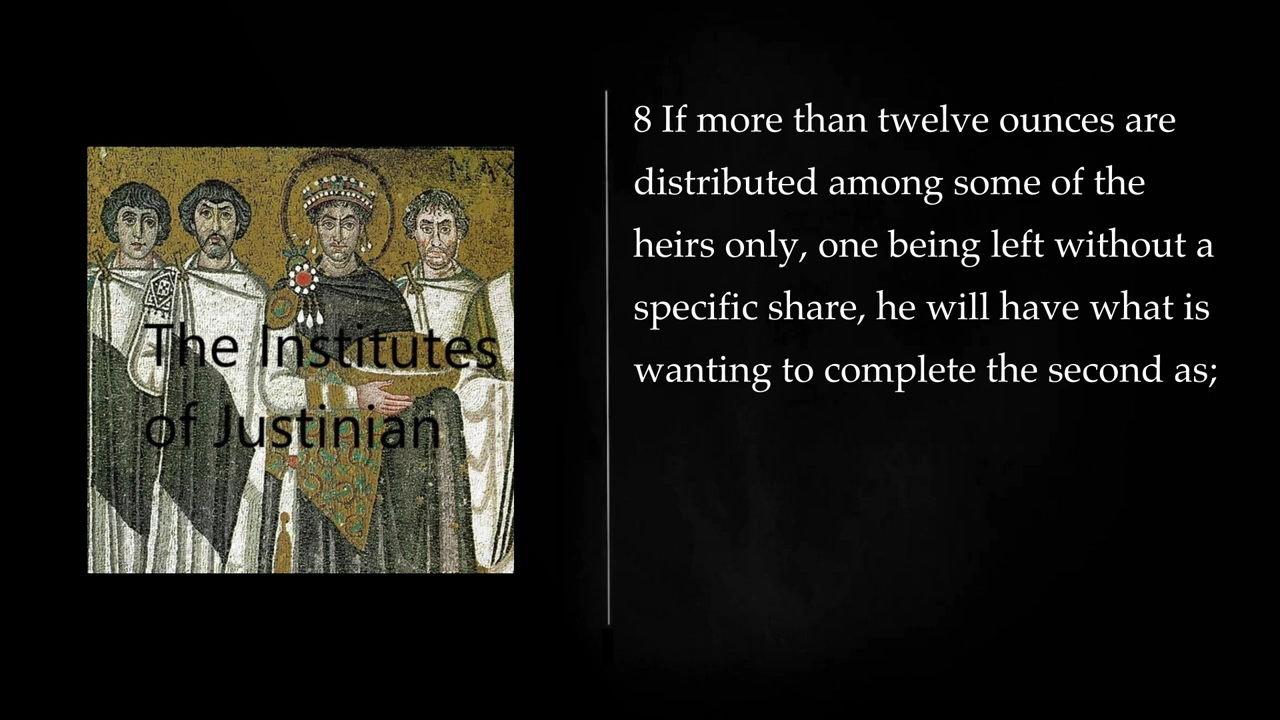 The Institutes
of Justinian
8 If more than twelve ounces are
distributed among some of the
heirs only, one being left without a
specific share, he will have what is
wanting to complete the second as;
MAX